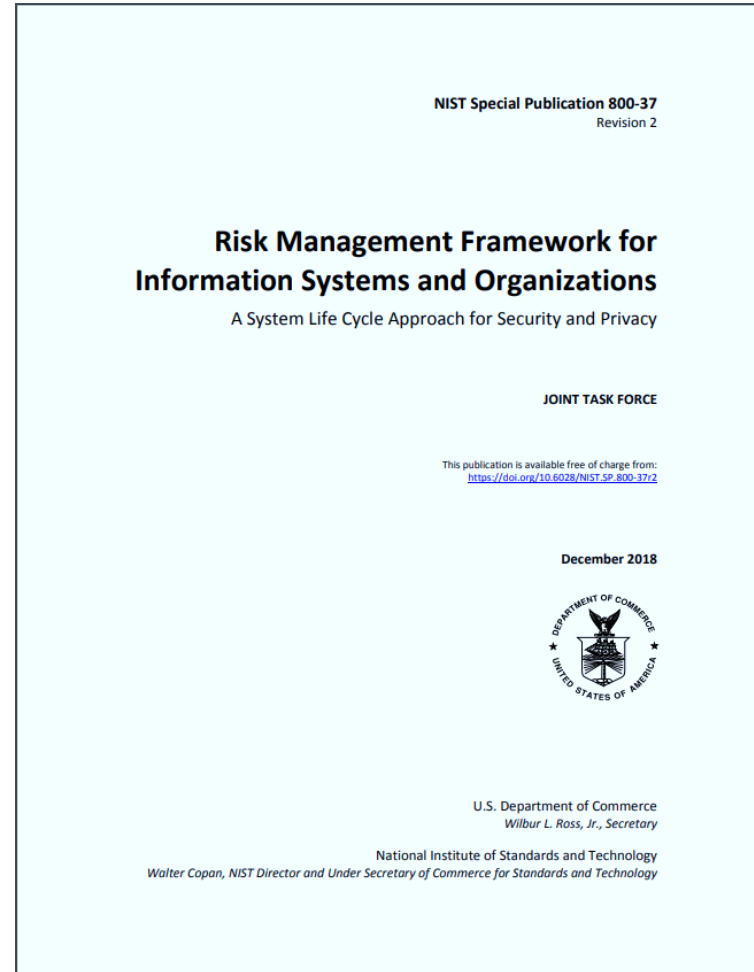 NIST Special Publication 800-37
Revision 2
Risk Management Framework for
Information Systems and Organizations
A System Life Cycle Approach for Security and Privacy
JOINT TASK FORCE
This publication is available free of charge from:
https://doi.org/10.6028/NIST.SP.800-37r2
December 2018
DEPARTMENT OF COMMERCE
UNITED STATES OF AMERICA
U.S. Department of Commerce
Wilbur L. Ross, Jr., Secretary
National Institute of Standards and Technology
Walter Copan, NIST Director and Under Secretary of Commerce for Standards and Technology